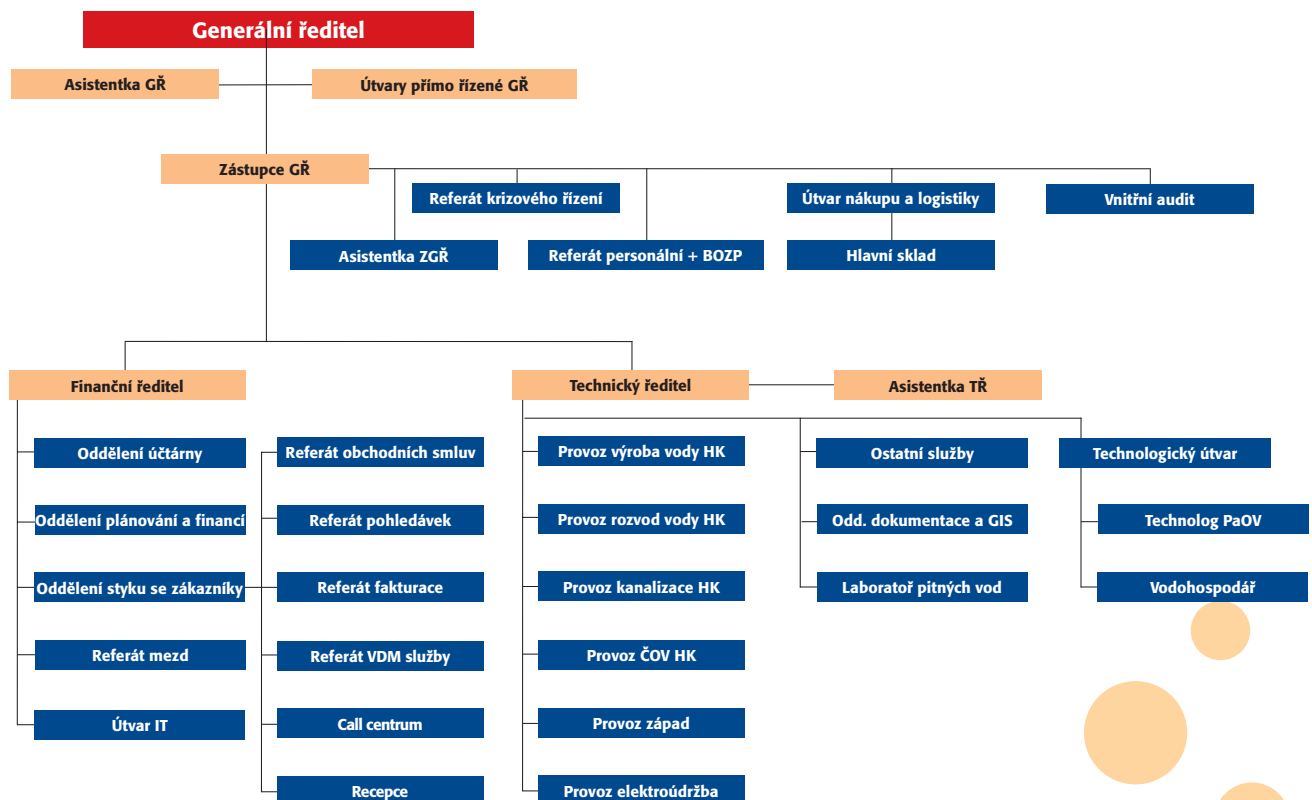 Generální ředitel
Asistentka GŘ
Útvary přímo řízené GŘ
Zástupce GŘ
Referát krizového řízení
Útvar nákupu a logistiky
Vnitřní audit
Asistentka ZGŘ
Referát personální + BOZP
Hlavní sklad
Finanční ředitel
Technický ředitel
Asistentka TŘ
Oddělení účtárny
Referát obchodních smluv
Provoz výroba vody HK
Ostatní služby
Technologický útvar
Oddělení plánování a financí
Referát pohledávek
Provoz rozvod vody HK
Odd. dokumentace a GIS
Technolog PaOV
Oddělení styku se zákazníky
Referát fakturace
Provoz kanalizace HK
Laboratoř pitných vod
Vodohospodář
Referát mezd
Referát VDM služby
Provoz ČOV HK
Útvar IT
Call centrum
Provoz západ
Recepce
Provoz elektroúdržba